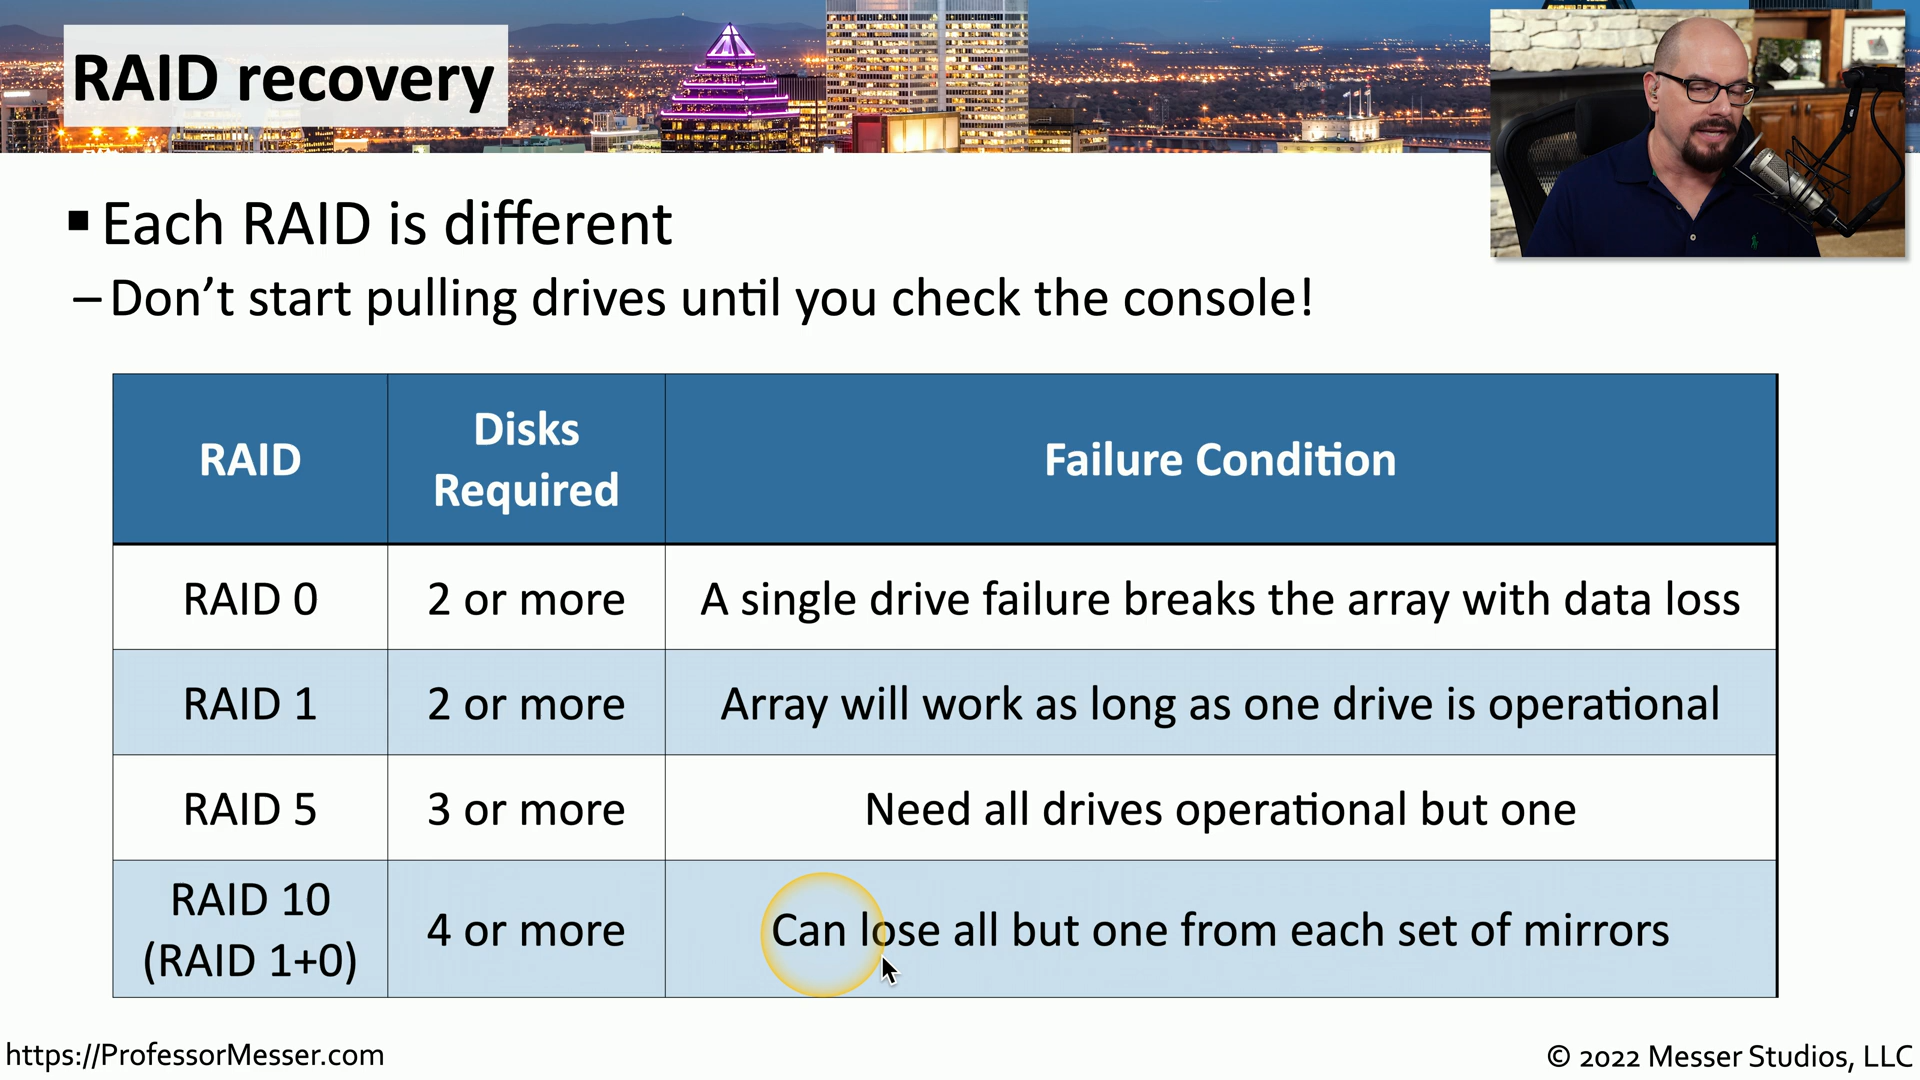 RAID recovery
▪ Each RAID is different
– Don’t start pulling drives until you check the console!
RAID
Disks
Required
Failure Condition
RAID 0
2 or more
A single drive failure breaks the array with data loss
RAID 1
2 or more
Array will work as long as one drive is operational
RAID 5
3 or more
Need all drives operational but one
RAID 10
(RAID 1+0)
4 or more
Can lose all but one from each set of mirrors
https://ProfessorMesser.com
© 2022 Messer Studios, LLC